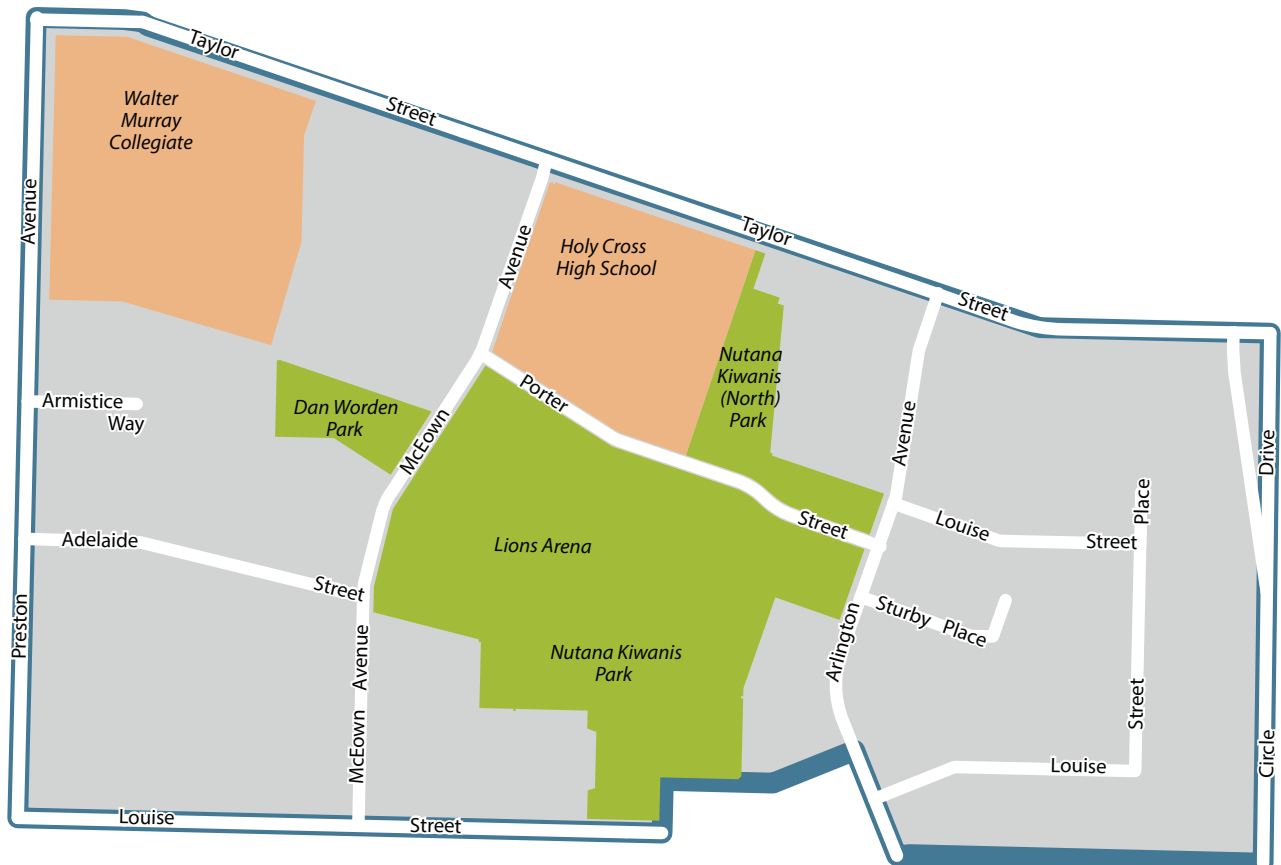 Taylor
Street
Walter
Murray
Collegiate
Avenue
Avenue
Holy Cross
High School
Taylor
Street
Nutana
Kiwanis
(North)
Park
Porter
Armistice
Way
Dan Worden
Park
McEown
Avenue
Drive
Place
Louise
Street
Street
Adelaide
Street
Lions Arena
Preston
Avenue
McEown
Nutana Kiwanis
Park
Arlington
Sturby Place
Street
Louise
Circle
Louise
Street